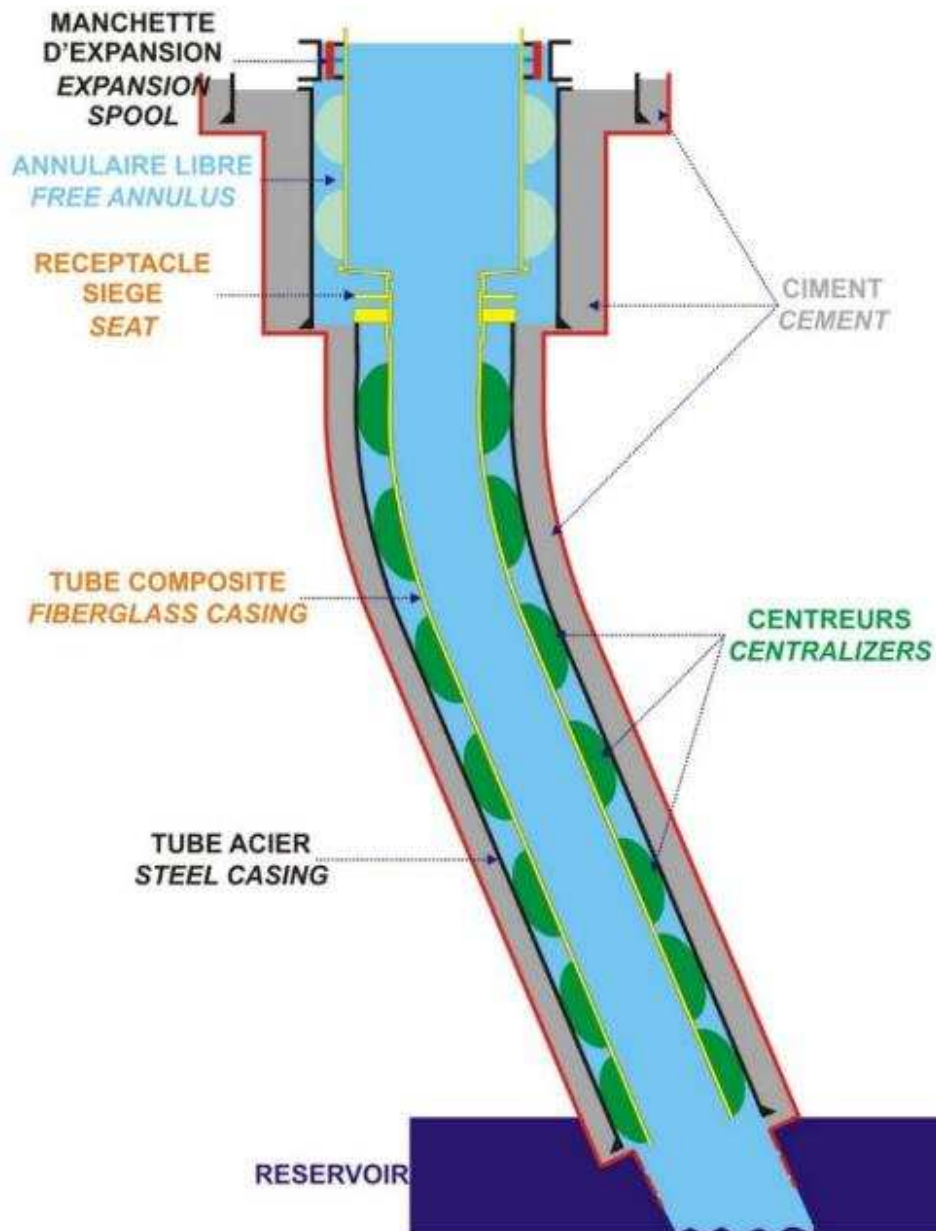 MANCHETTE
D'EXPANSION
EXPANSION
SPOOL
ANNULAIRE LIBRE
FREE ANNULUS
RECEPTACLE
SIEGE
SEAT
CIMENT
CEMENT
TUBE COMPOSITE
FIBERGLASS CASING
CENTREURS
CENTRALIZERS
TUBE ACIER
STEEL CASING
RESERVOIR